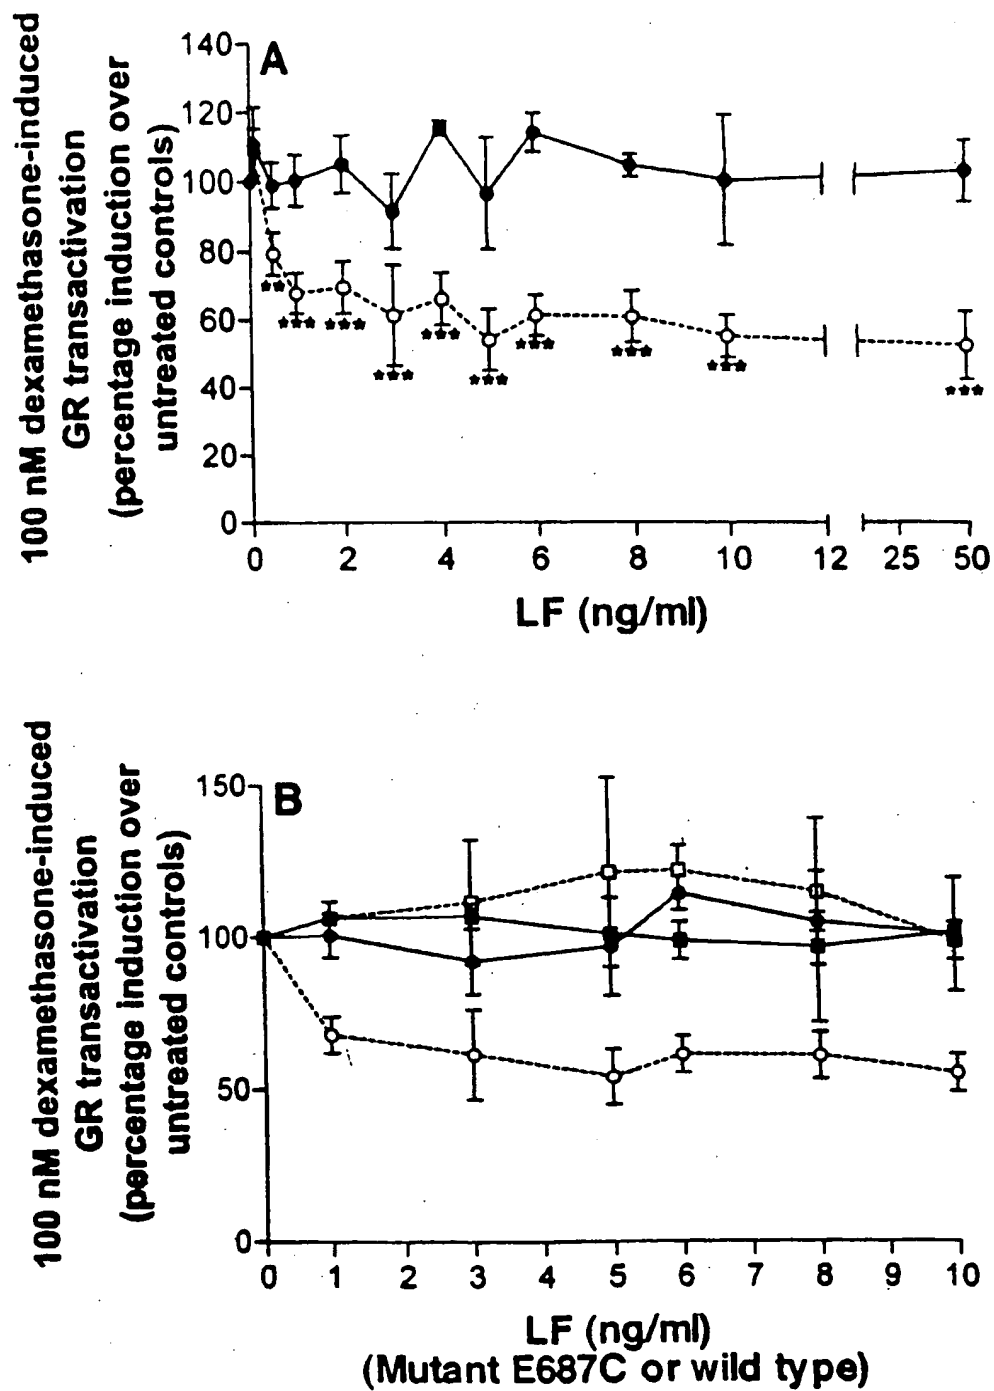 100 nM dexamethasone-induced
GR transactivation
(percentage induction over
untreated controls)
A
140
120
100
80
60
40
20
0
**
***
***
***
***
***
***
***
***
***
0 2 4 6 8 10 12 25 50
LF (ng/ml)
100 nM dexamethasone-induced
GR transactivation
(percentage induction over
untreated controls)
B
150
100
50
0
0 1 2 3 4 5 6 7 8 9 10
LF (ng/ml)
(Mutant E687C or wild type)